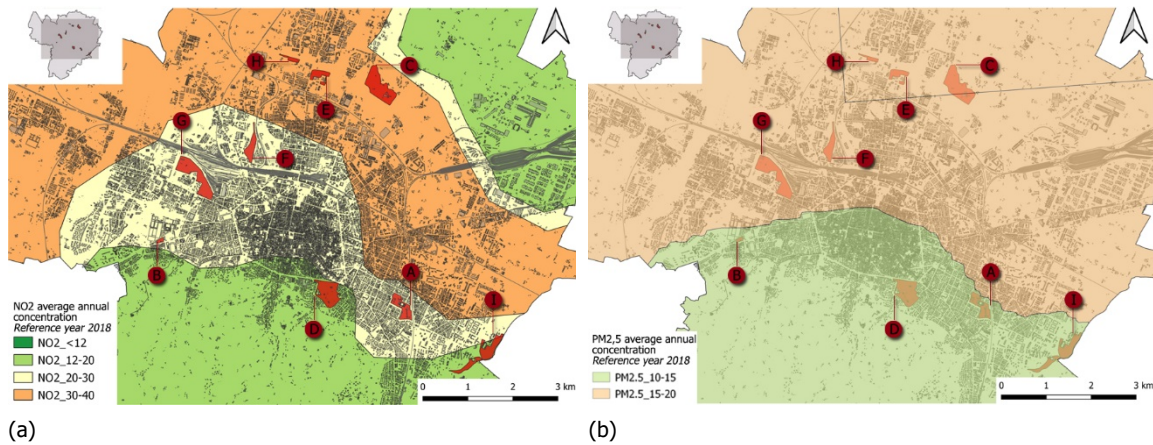 H
C
E
G
F
B
A
I
D
NO2 average annual
concentration
Reference year 2018
NO2_<12
NO2_12-20
NO2_20-30
NO2_30-40
0 1 2 3 km
(a)
H
C
E
G
F
B
A
I
D
PM2,5 average annual
concentration
Reference year 2018
PM2.5_10-15
PM2.5_15-20
0 1 2 3 km
(b)